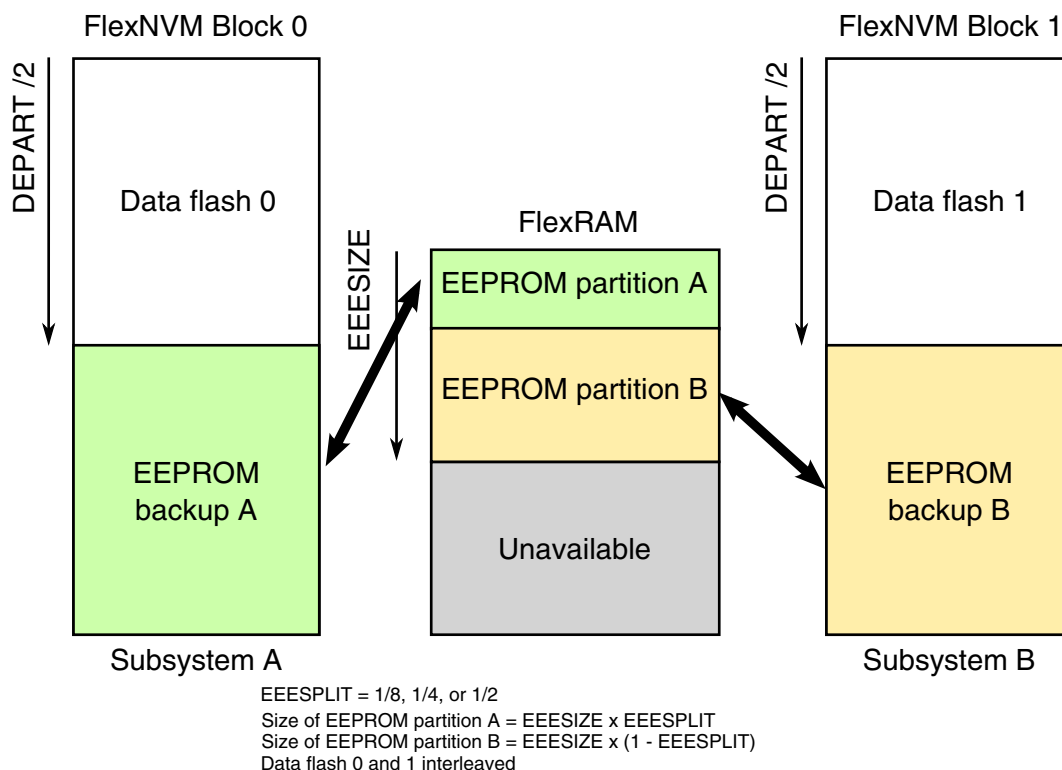 FlexNVM Block 0
FlexNVM Block 1
DEPART /2
Data flash 0
DEPART /2
Data flash 1
FlexRAM
EEESIZE
EEPROM partition A
EEPROM partition B
EEPROM
backup A
EEPROM
backup B
Unavailable
Subsystem A
Subsystem B
EEESPLIT = 1/8, 1/4, or 1/2
Size of EEPROM partition A = EEESIZE x EEESPLIT
Size of EEPROM partition B = EEESIZE x (1 - EEESPLIT)
Data flash 0 and 1 interleaved